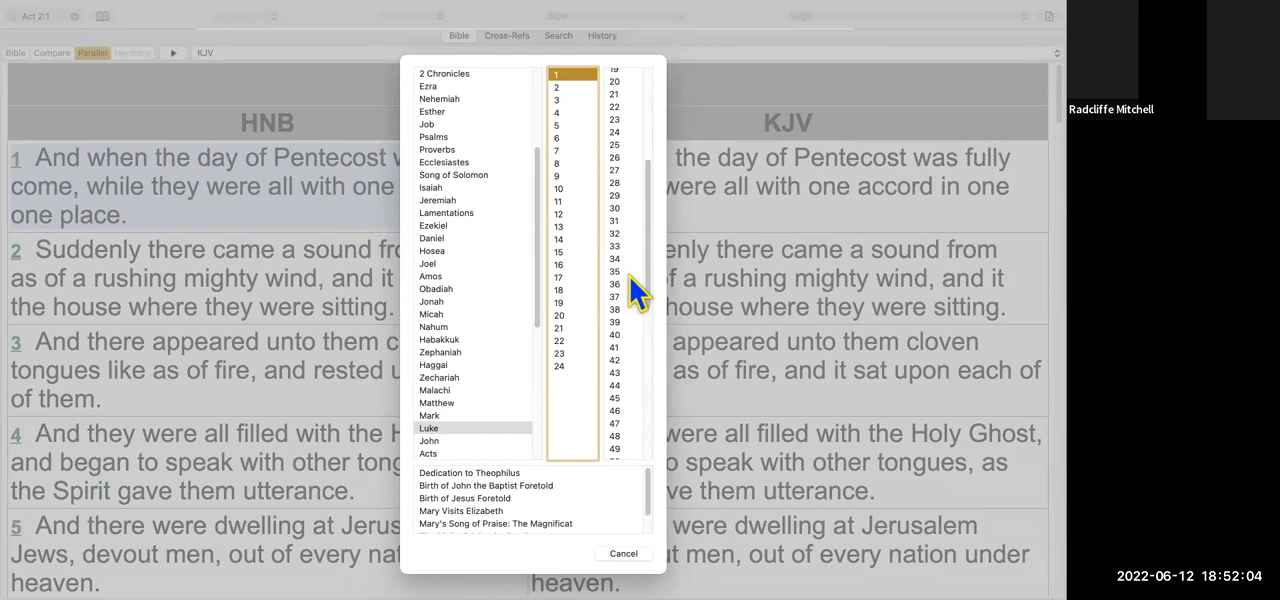 Act 2:1
Bible
Bible Cross-Refs Search History
Bible Compare Parallel Harmony KJV
HNB KJV
1 And when the day of Pentecost
come, while they were all with one
one place.
the day of Pentecost was fully
were all with one accord in one
2 Suddenly there came a sound
as of a rushing mighty wind, and it
the house where they were sitting.
there came a sound from
of a rushing mighty wind, and it
house where they were sitting.
3 And there appeared unto them
tongues like as of fire, and rested
of them.
appeared unto them cloven
as of fire, and it sat upon each of
4 And they were all filled with the
and began to speak with other
the Spirit gave them utterance.
were all filled with the Holy Ghost,
to speak with other tongues, as
gave them utterance.
5 And there were dwelling at
Jews, devout men, out of every
heaven.
were dwelling at Jerusalem
men, out of every nation under
heaven.
2 Chronicles
Ezra
Nehemiah
Esther
Job
Psalms
Proverbs
Ecclesiastes
Song of Solomon
Isaiah
Jeremiah
Lamentations
Ezekiel
Daniel
Hosea
Joel
Amos
Obadiah
Jonah
Micah
Nahum
Habakkuk
Zephaniah
Haggai
Zechariah
Malachi
Matthew
Mark
Luke
John
Acts
1
2
3
4
5
6
7
8
9
10
11
12
13
14
15
16
17
18
19
20
21
22
23
24
19
20
21
22
23
24
25
26
27
28
29
30
31
32
33
34
35
36
37
38
39
40
41
42
43
44
45
46
47
48
49
Dedication to Theophilus
Birth of John the Baptist Foretold
Birth of Jesus Foretold
Mary Visits Elizabeth
Mary's Song of Praise: The Magnificat
Cancel
Radcliffe Mitchell
2022-06-12 18:52:04